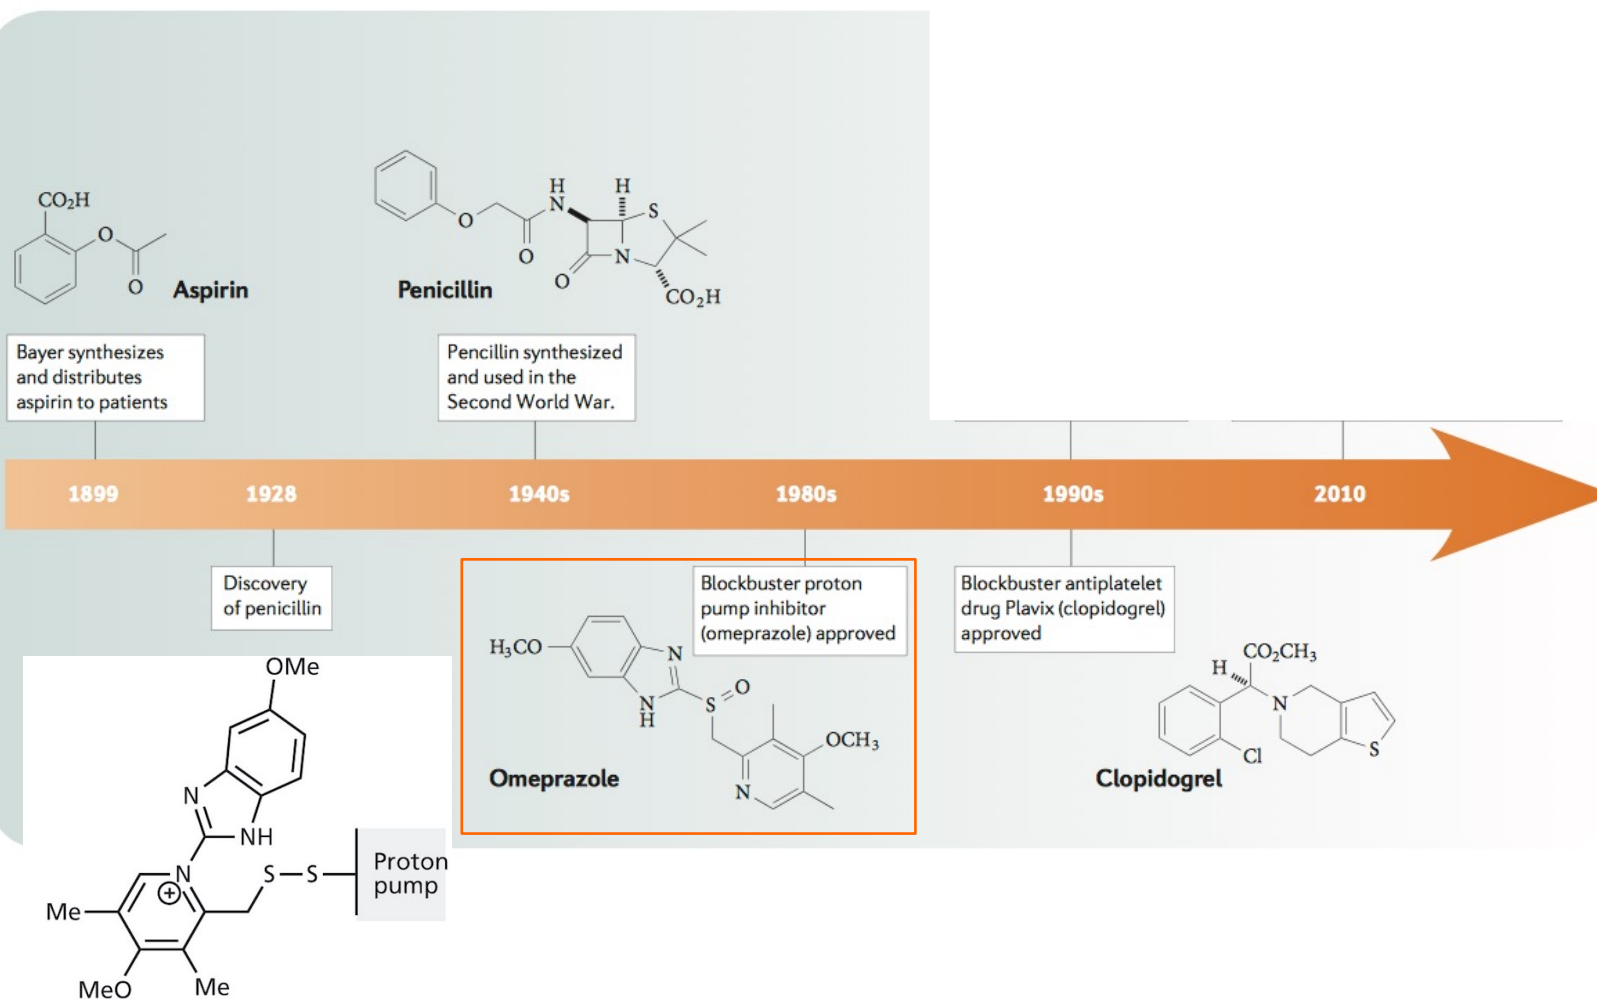 CO₂H
O
O
Aspirin
H
N
H
S
O
O
N
O
CO₂H
Penicillin
Bayer synthesizes
and distributes
aspirin to patients
Pencillin synthesized
and used in the
Second World War.
1899
1928
1940s
1980s
1990s
2010
Discovery
of penicillin
Blockbuster proton
pump inhibitor
(omeprazole) approved
H₃CO
N
N
H
S
O
OCH₃
N
Omeprazole
Blockbuster antiplatelet
drug Plavix (clopidogrel)
approved
CO₂CH₃
H
N
Cl
S
Clopidogrel
OMe
N
NH
N
+
S
S
Proton
pump
Me
MeO
Me